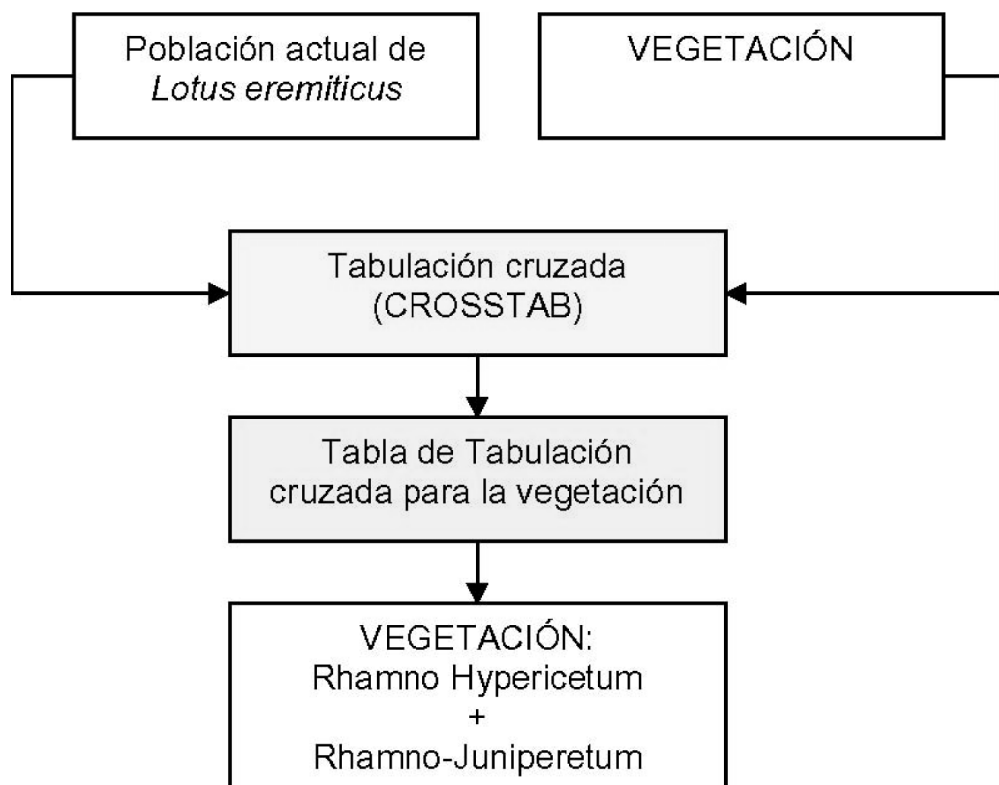 Población actual de
Lotus eremiticus
VEGETACIÓN
Tabulación cruzada
(CROSSTAB)
Tabla de Tabulación
cruzada para la vegetación
VEGETACIÓN:
Rhamno Hypericetum
+
Rhamno-Juniperetum